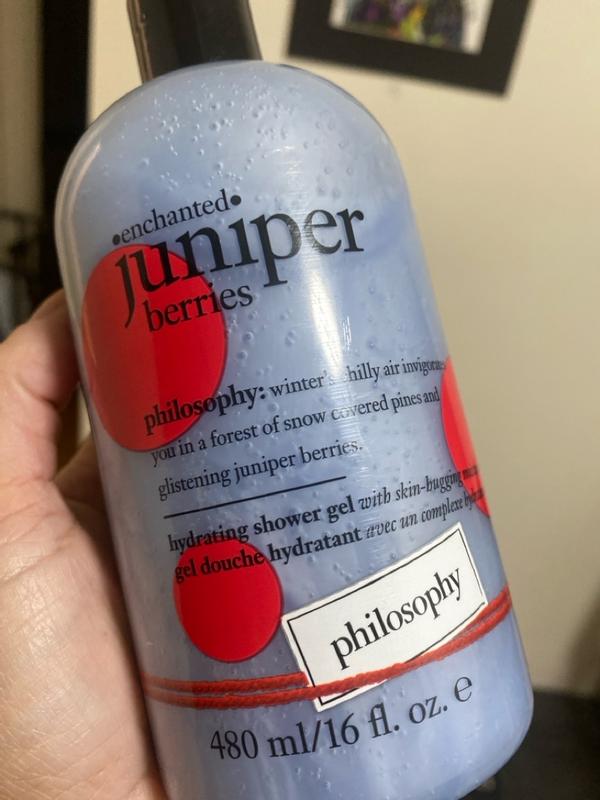 •enchanted•
juniper
berries
philosophy: winter's chilly air invigorates
you in a forest of snow covered pines and
glistening juniper berries.
hydrating shower gel with skin-hugging
gel douche hydratant avec un complexe
philosophy
480 ml/16 fl. oz. e